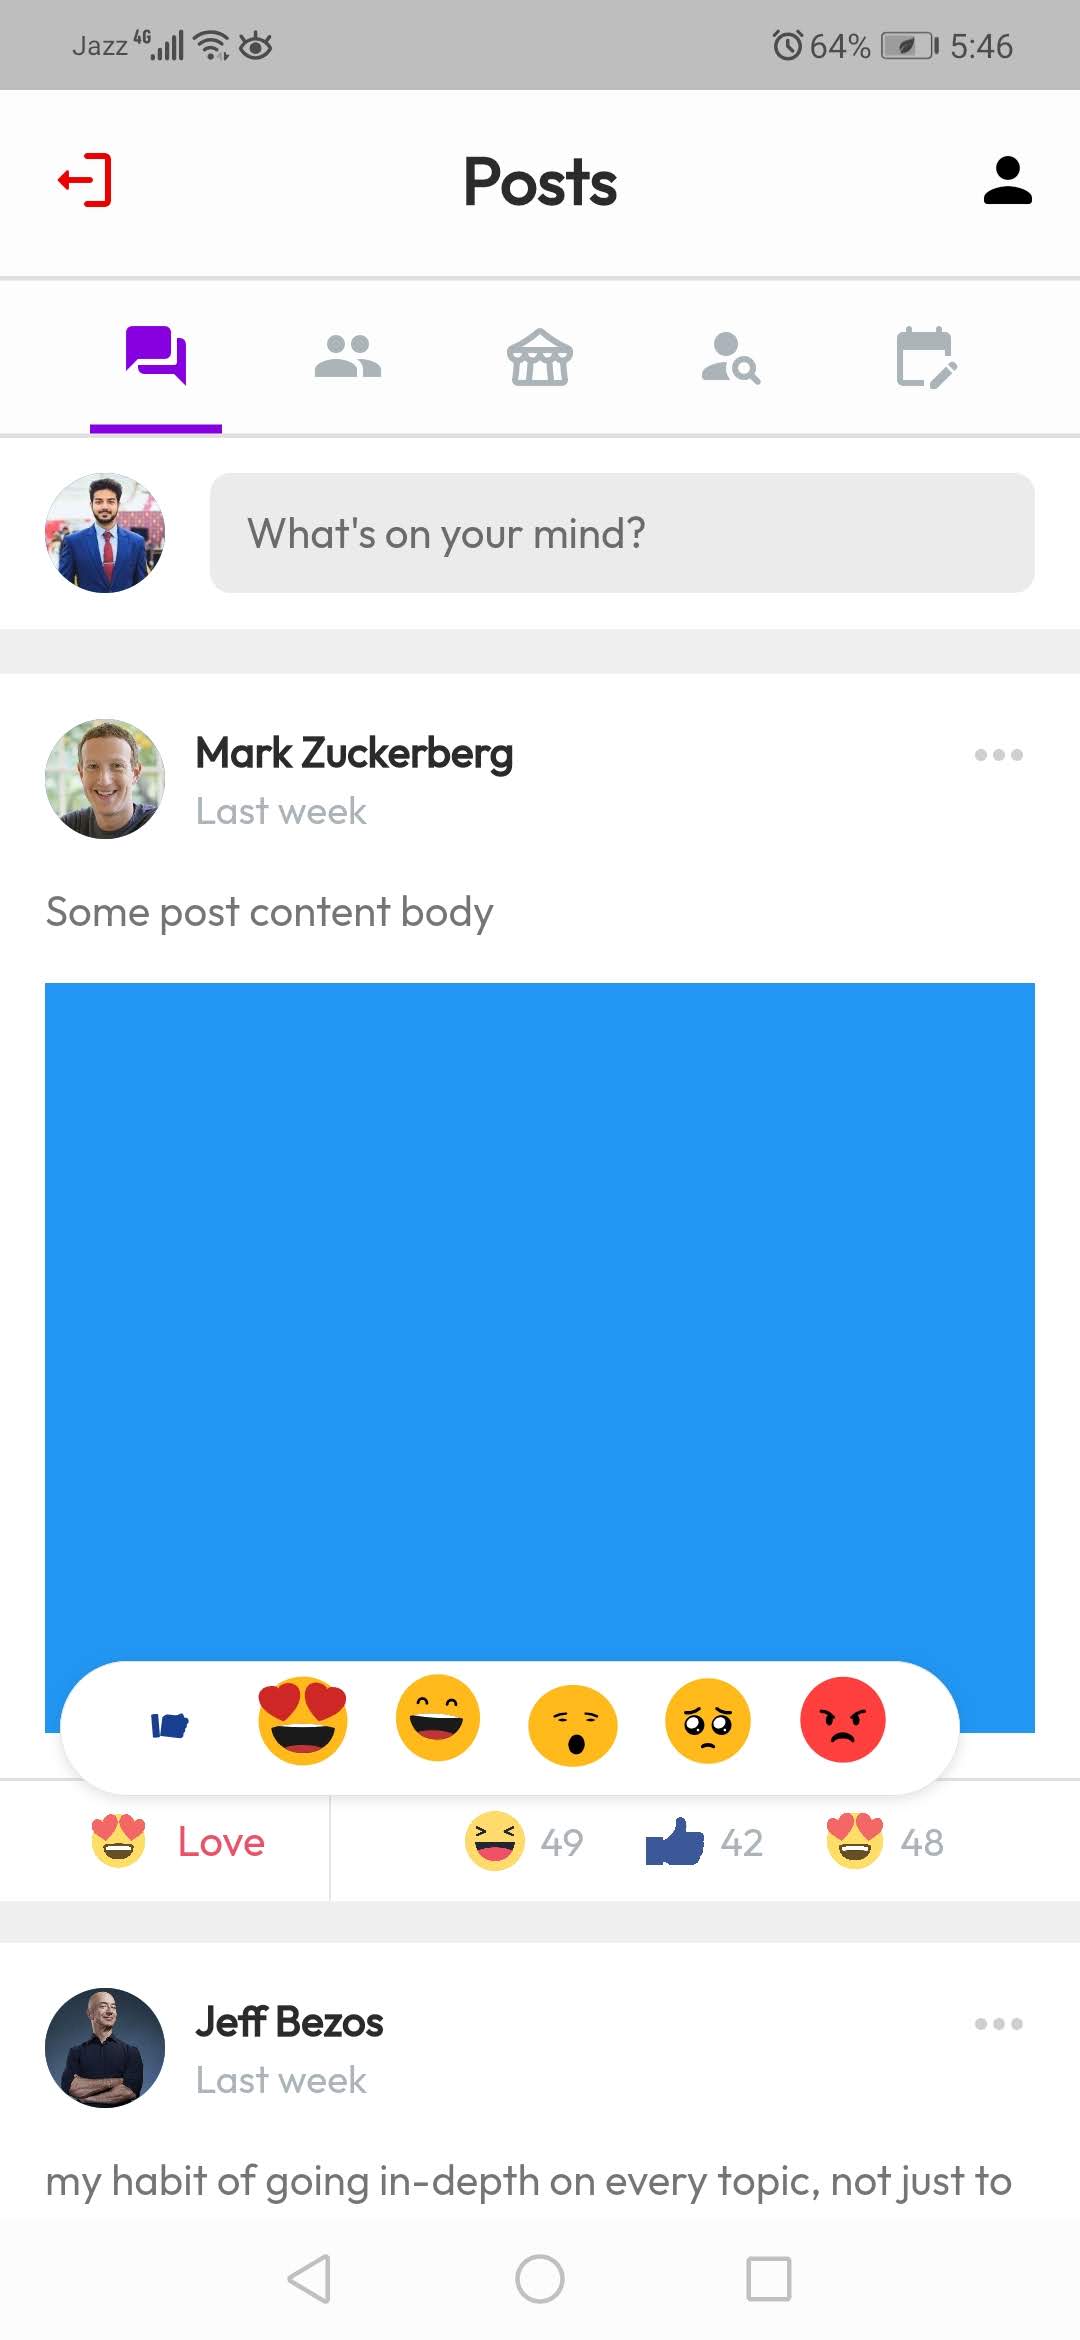 Jazz 4G 64% 5:46
Posts
What's on your mind?
Mark Zuckerberg
Last week
Some post content body
Love 49 42 48
Jeff Bezos
Last week
my habit of going in-depth on every topic, not just to